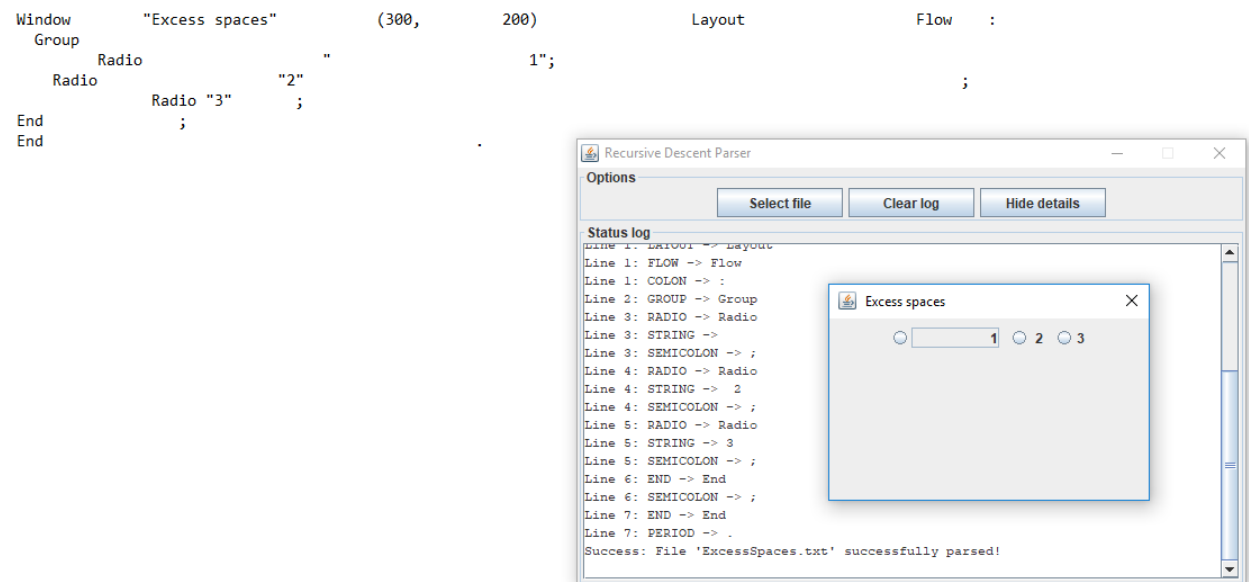 Window "Excess spaces" (300, 200) Layout Flow :
Group
Radio " 1";
Radio "2" ;
Radio "3" ;
End ;
End .
Recursive Descent Parser
Options
Select file Clear log Hide details
Status log
Line 1: LAYOUT -> Layout
Line 1: FLOW -> Flow
Line 1: COLON -> :
Line 2: GROUP -> Group
Line 3: RADIO -> Radio
Line 3: STRING ->
Line 3: SEMICOLON -> ;
Line 4: RADIO -> Radio
Line 4: STRING -> 2
Line 4: SEMICOLON -> ;
Line 5: RADIO -> Radio
Line 5: STRING -> 3
Line 5: SEMICOLON -> ;
Line 6: END -> End
Line 6: SEMICOLON -> ;
Line 7: END -> End
Line 7: PERIOD -> .
Success: File 'ExcessSpaces.txt' successfully parsed!
Excess spaces
1 2 3